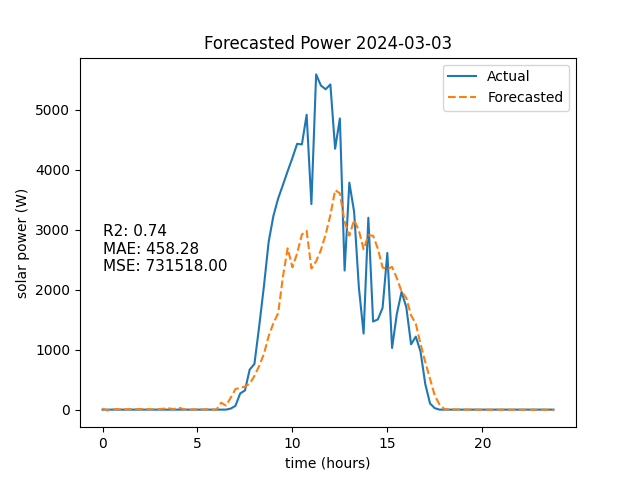 Forecasted Power 2024-03-03
Actual
Forecasted
5000
4000
3000
2000
1000
0
solar power (W)
R2: 0.74
MAE: 458.28
MSE: 731518.00
0 5 10 15 20
time (hours)